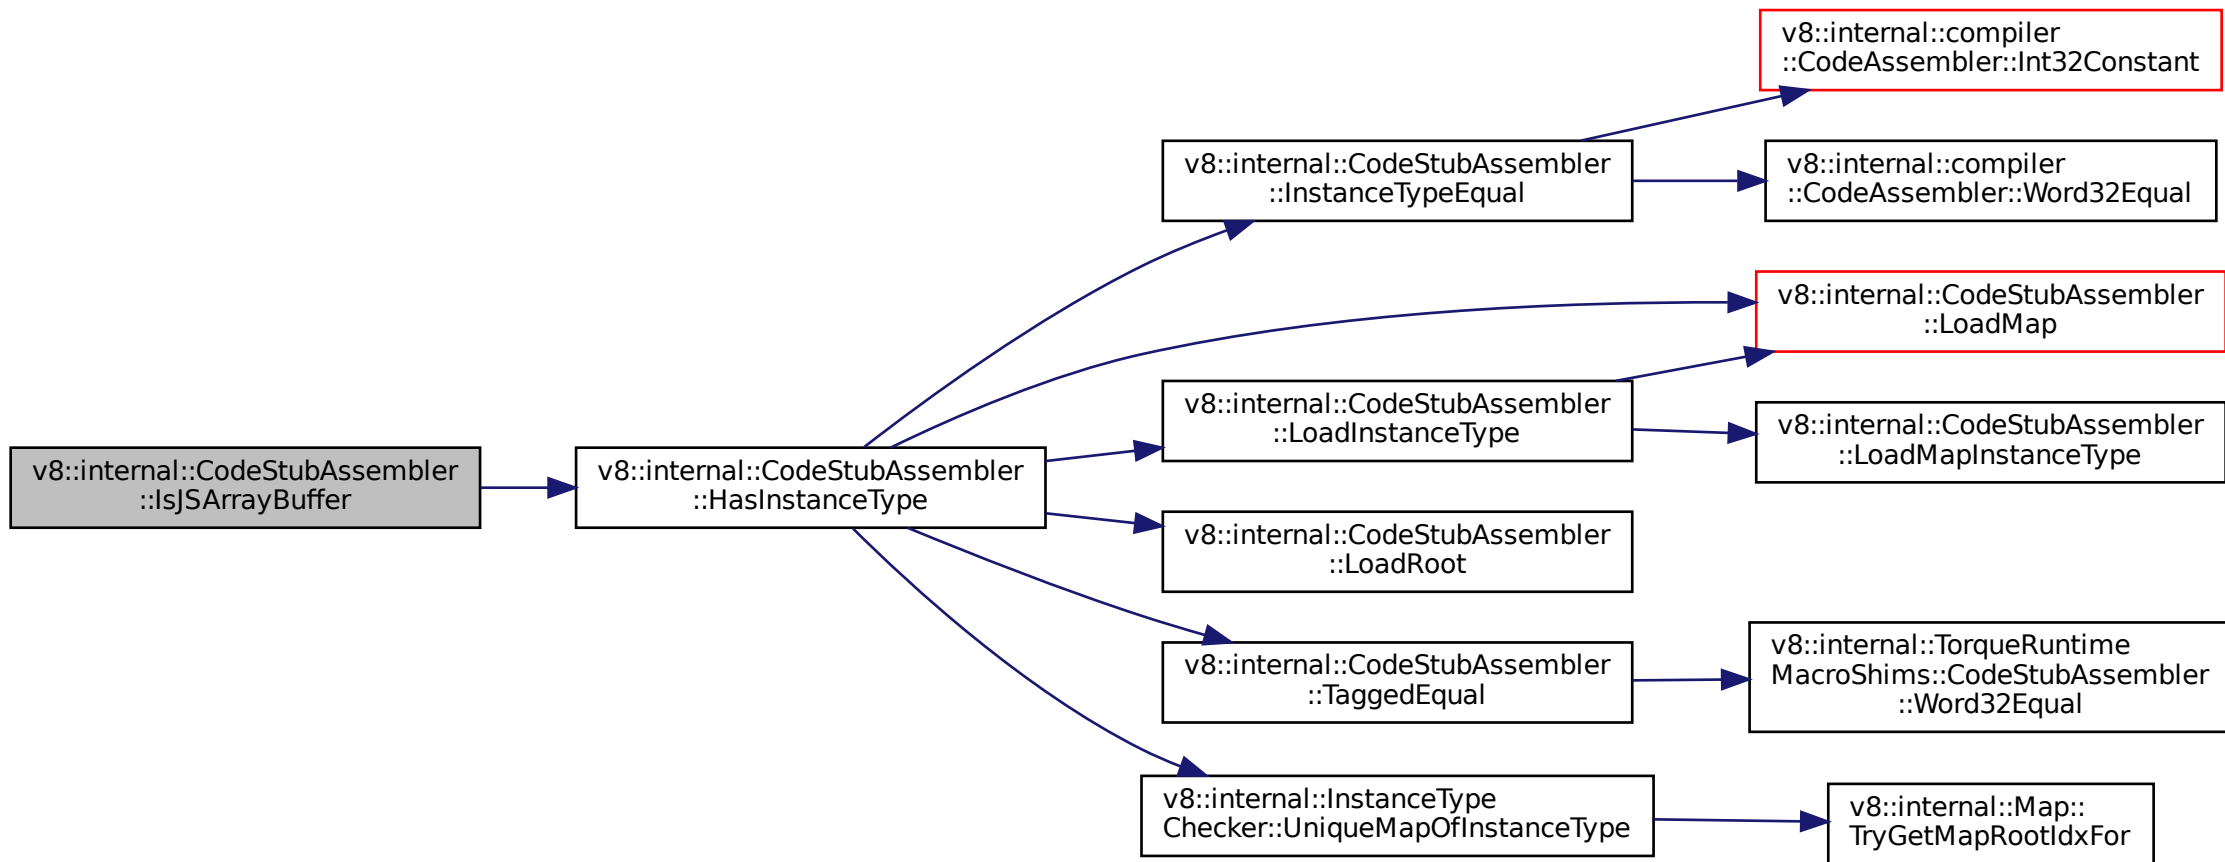 v8::internal::CodeStubAssembler
::IsJSArrayBuffer
v8::internal::CodeStubAssembler
::HasInstanceType
v8::internal::CodeStubAssembler
::InstanceTypeEqual
v8::internal::compiler
::CodeAssembler::Int32Constant
v8::internal::compiler
::CodeAssembler::Word32Equal
v8::internal::CodeStubAssembler
::LoadMap
v8::internal::CodeStubAssembler
::LoadInstanceType
v8::internal::CodeStubAssembler
::LoadMapInstanceType
v8::internal::CodeStubAssembler
::LoadRoot
v8::internal::CodeStubAssembler
::TaggedEqual
v8::internal::TorqueRuntime
MacroShims::CodeStubAssembler
::Word32Equal
v8::internal::InstanceType
Checker::UniqueMapOfInstanceType
v8::internal::Map::
TryGetMapRootIdxFor